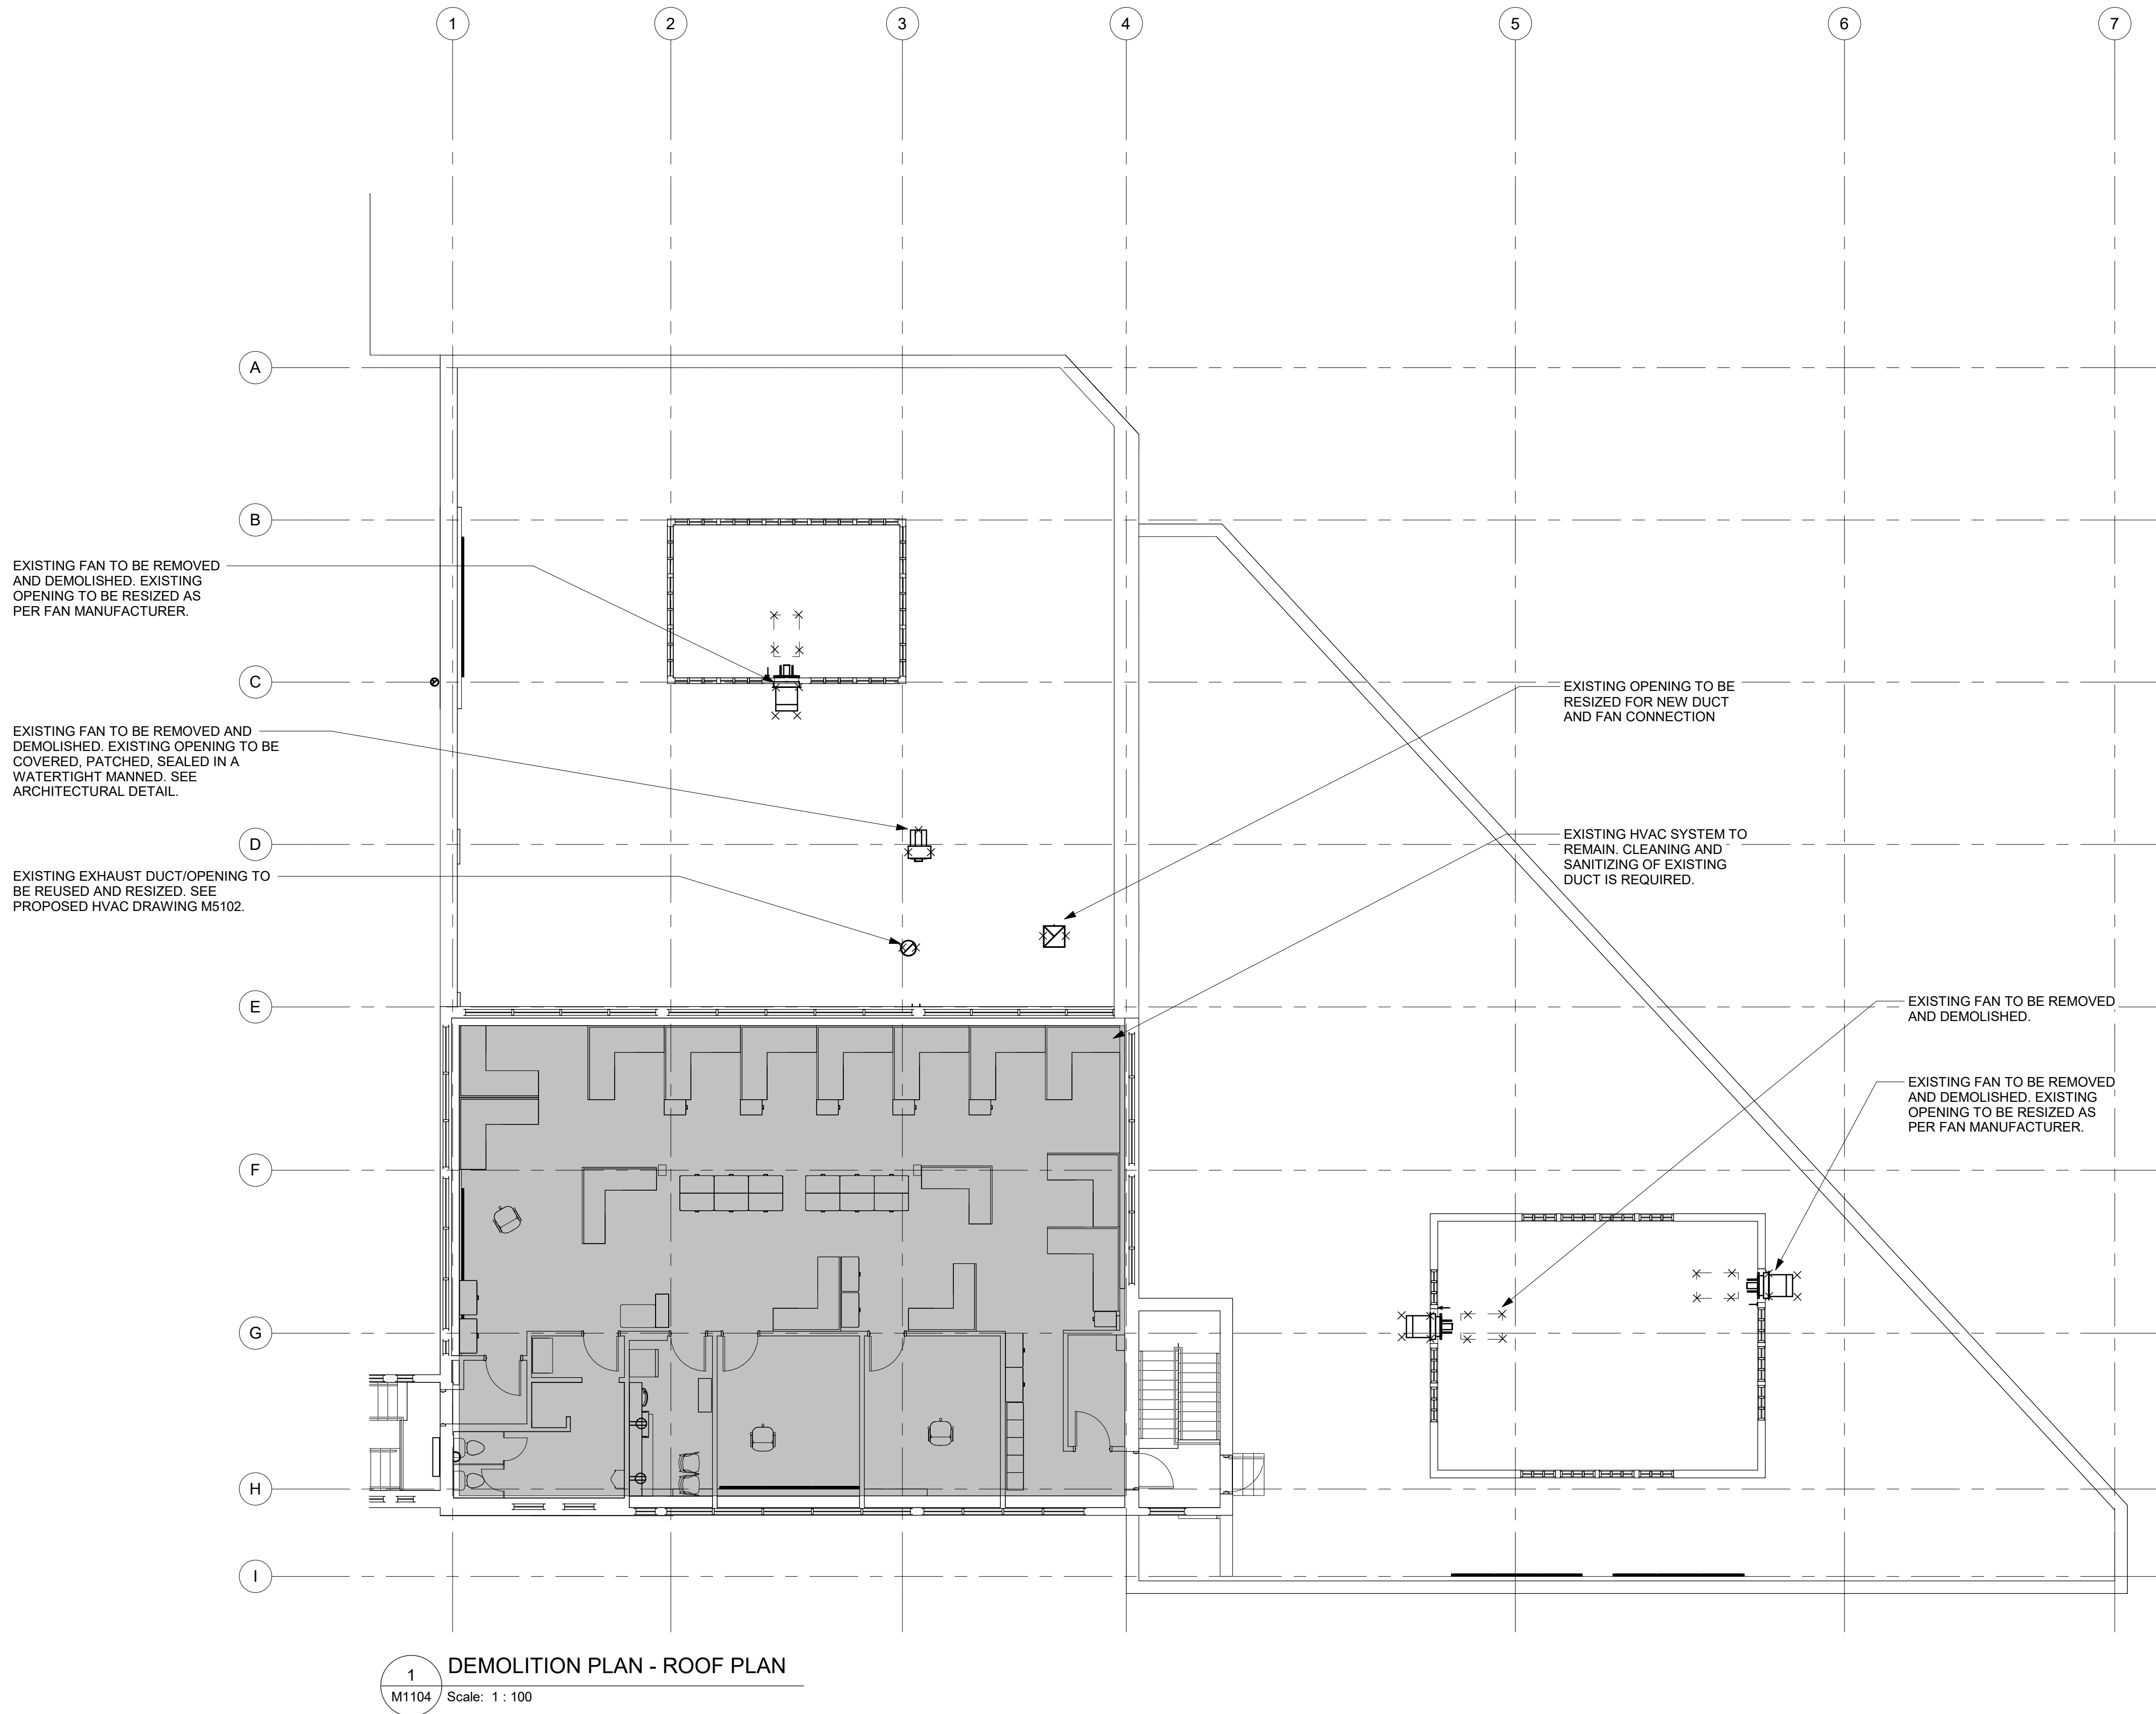 1
2
3
4
5
6
7
A
B
C
D
E
F
G
H
I
EXISTING FAN TO BE REMOVED
AND DEMOLISHED. EXISTING
OPENING TO BE RESIZED AS
PER FAN MANUFACTURER.
EXISTING FAN TO BE REMOVED AND
DEMOLISHED. EXISTING OPENING TO BE
COVERED, PATCHED, SEALED IN A
WATERTIGHT MANNED. SEE
ARCHITECTURAL DETAIL.
EXISTING EXHAUST DUCT/OPENING TO
BE REUSED AND RESIZED. SEE
PROPOSED HVAC DRAWING M5102.
EXISTING OPENING TO BE
RESIZED FOR NEW DUCT
AND FAN CONNECTION
EXISTING HVAC SYSTEM TO
REMAIN. CLEANING AND
SANITIZING OF EXISTING
DUCT IS REQUIRED.
EXISTING FAN TO BE REMOVED
AND DEMOLISHED.
EXISTING FAN TO BE REMOVED
AND DEMOLISHED. EXISTING
OPENING TO BE RESIZED AS
PER FAN MANUFACTURER.
1
M1104
DEMOLITION PLAN - ROOF PLAN
Scale: 1 : 100